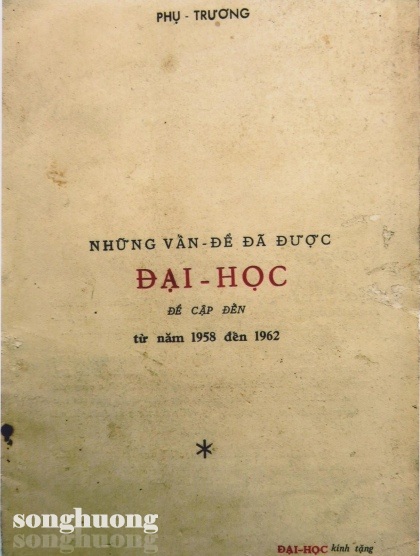 PHỤ - TRƯƠNG
NHỮNG VẤN-ĐỀ ĐÃ ĐƯỢC
ĐẠI-HỌC
ĐỀ CẬP ĐẾN
từ năm 1958 đến 1962
*
songhuong
ĐẠI-HỌC kính tặng